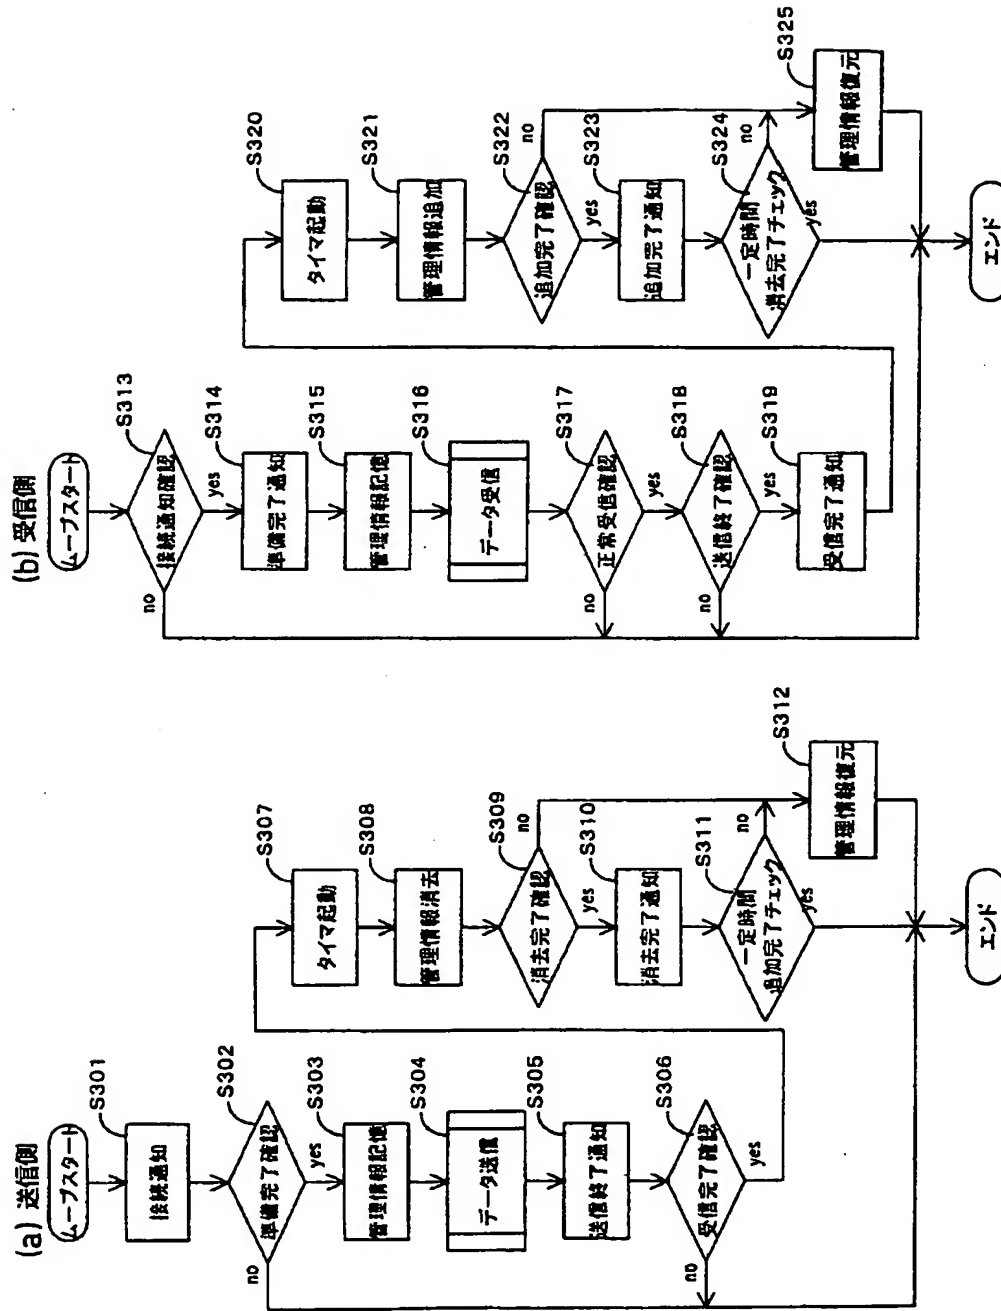 (a) 送信側
ムーブスタート
S301
接続通知
S302
準備完了確認
no
yes
S303
管理情報記憶
S304
データ送信
S305
送信終了通知
S306
受信完了確認
no
yes
S307
タイマ起動
S308
管理情報消去
S309
消去完了確認
no
yes
S310
消去完了通知
S311
一定時間
追加完了チェック
no
yes
S312
管理情報復元
エンド
(b) 受信側
ムーブスタート
S313
接続通知確認
no
yes
S314
準備完了通知
S315
管理情報記憶
S316
データ受信
S317
正常受信確認
no
yes
S318
送信終了確認
no
yes
S319
受信完了通知
S320
タイマ起動
S321
管理情報追加
S322
追加完了確認
no
yes
S323
追加完了通知
S324
一定時間
消去完了チェック
no
yes
S325
管理情報復元
エンド